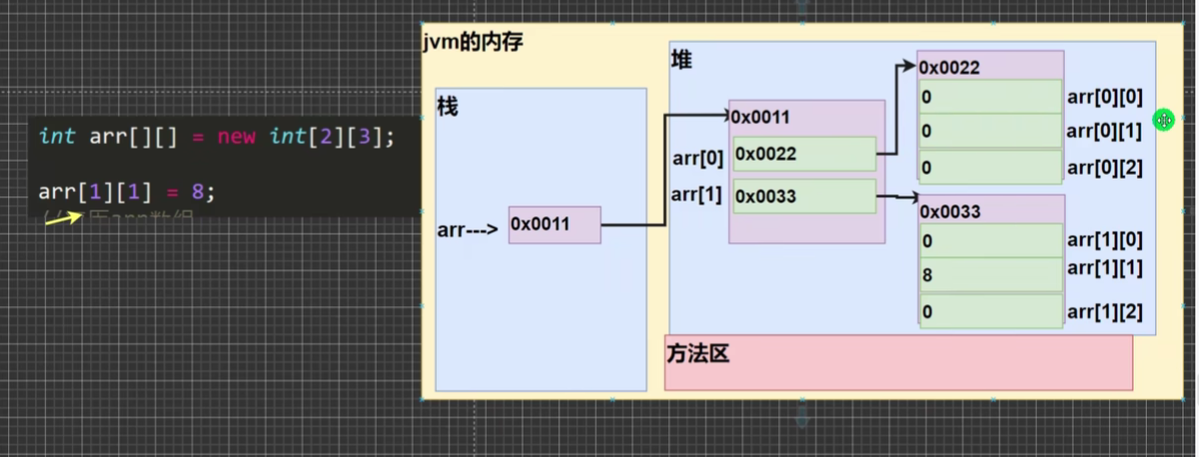 int arr[][] = new int[2][3];
arr[1][1] = 8;
jvm的内存
栈
arr---> 0x0011
堆
0x0011
arr[0] 0x0022
arr[1] 0x0033
0x0022
0 arr[0][0]
0 arr[0][1]
0 arr[0][2]
0x0033
0 arr[1][0]
8 arr[1][1]
0 arr[1][2]
方法区